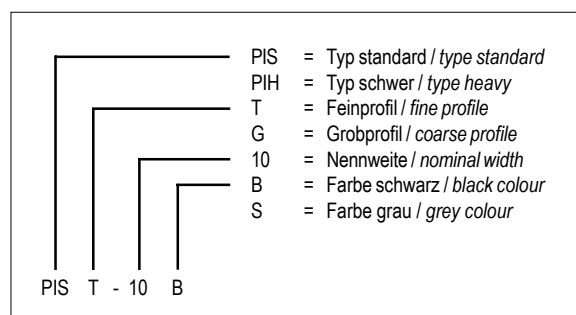 PIS = Typ standard / type standard
PIH = Typ schwer / type heavy
T = Feinprofil / fine profile
G = Grobprofil / coarse profile
10 = Nennweite / nominal width
B = Farbe schwarz / black colour
S = Farbe grau / grey colour
PIS T - 10 B